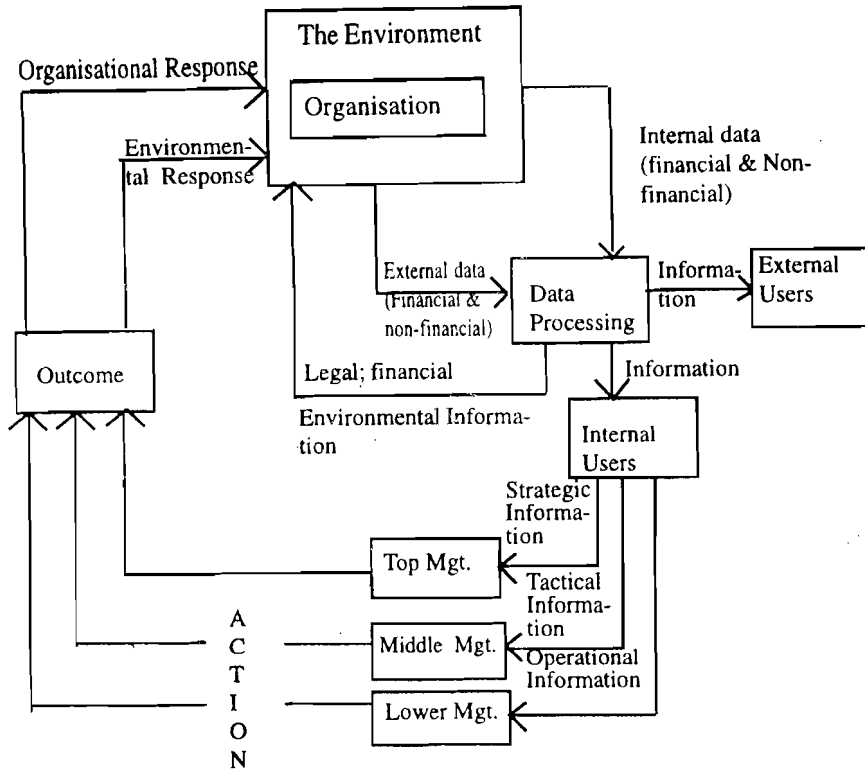 The Environment
Organisational Response
Organisation
Environmen-
tal Response
Internal data
(financial & Non-
financial)
External data
(Financial &
non-financial)
Data
Processing
Informa-
tion
External
Users
Outcome
Legal; financial
Environmental Informa-
tion
Information
Internal
Users
Strategic
Informa-
tion
Top Mgt.
Tactical
Informa-
tion
Middle Mgt.
Operational
Information
Lower Mgt.
A
C
T
I
O
N